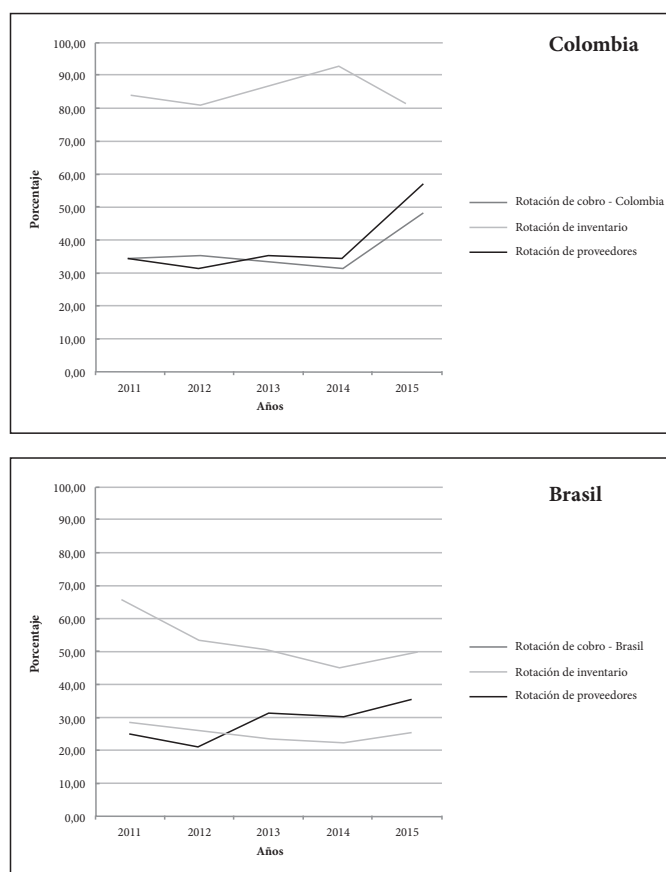 Colombia
100,00
90,00
80,00
70,00
60,00
50,00
40,00
30,00
20,00
10,00
0,00
Porcentaje
2011 2012 2013 2014 2015
Años
Rotación de cobro - Colombia
Rotación de inventario
Rotación de proveedores
Brasil
100,00
90,00
80,00
70,00
60,00
50,00
40,00
30,00
20,00
10,00
0,00
Porcentaje
2011 2012 2013 2014 2015
Años
Rotación de cobro - Brasil
Rotación de inventario
Rotación de proveedores